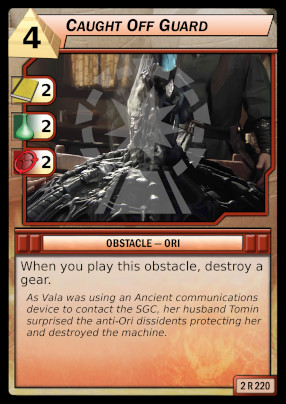 4
CAUGHT OFF GUARD
2
2
2
OBSTACLE – ORI
When you play this obstacle, destroy a
gear.
As Vala was using an Ancient communications
device to contact the SGC, her husband Tomin
surprised the anti-Ori dissidents protecting her
and destroyed the machine.
2 R 220